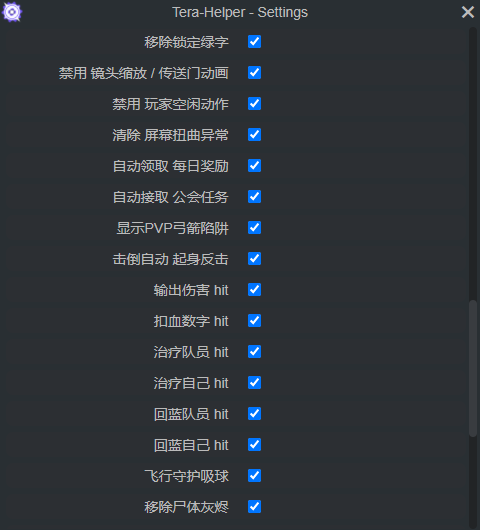 Tera-Helper - Settings
移除锁定绿字
禁用 镜头缩放 / 传送门动画
禁用 玩家空闲动作
清除 屏幕扭曲异常
自动领取 每日奖励
自动接取 公会任务
显示PVP弓箭陷阱
击倒自动 起身反击
输出伤害 hit
扣血数字 hit
治疗队员 hit
治疗自己 hit
回蓝队员 hit
回蓝自己 hit
飞行守护吸球
移除尸体灰烬